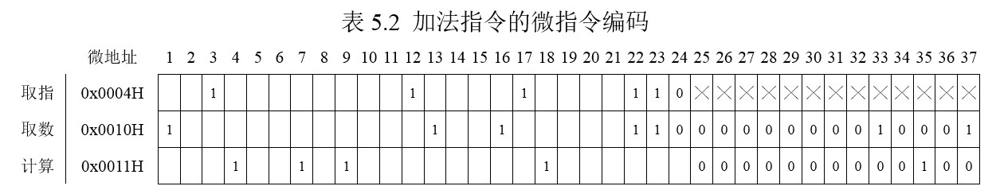 表 5.2 加法指令的微指令编码
微地址 1 2 3 4 5 6 7 8 9 10 11 12 13 14 15 16 17 18 19 20 21 22 23 24 25 26 27 28 29 30 31 32 33 34 35 36 37
取指 0x0004H 1 1 1 1 1 0 × × × × × × × × × × × × ×
取数 0x0010H 1 1 1 1 1 0 0 0 0 0 0 0 0 0 1 0 0 0 1
计算 0x0011H 1 1 1 1 0 0 0 0 0 0 0 0 0 0 1 0 0